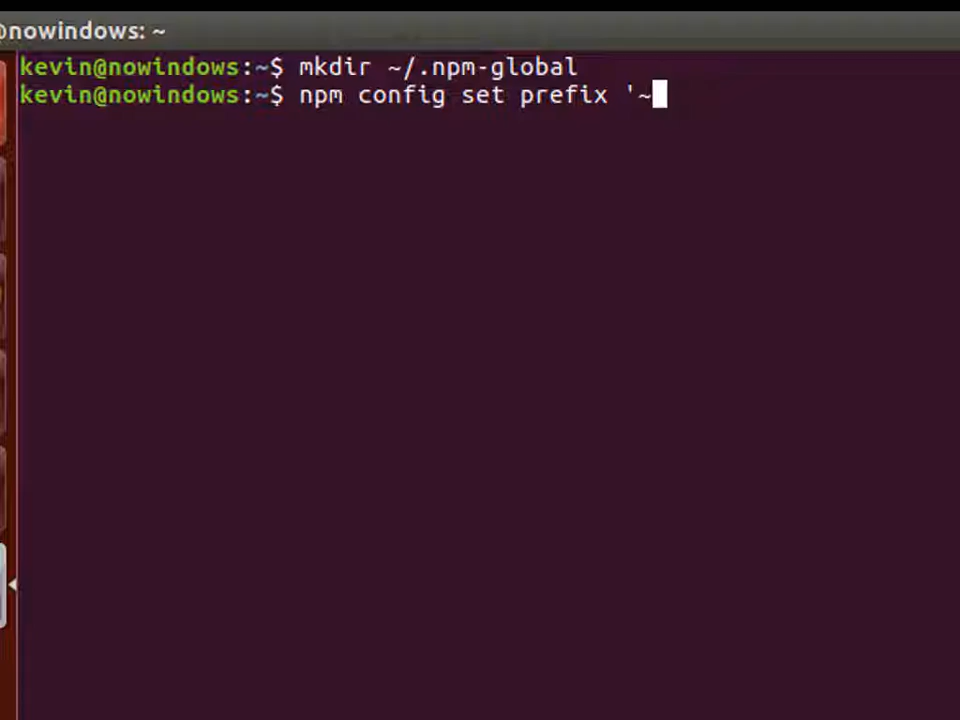 @nowindows: ~
kevin@nowindows:~$ mkdir ~/.npm-global
kevin@nowindows:~$ npm config set prefix '~